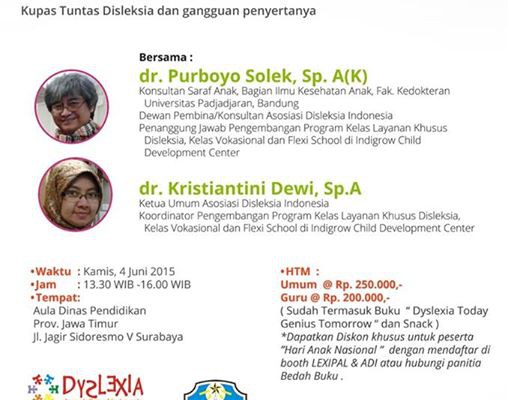 Kupas Tuntas Disleksia dan gangguan penyertanya
Bersama :
dr. Purboyo Solek, Sp. A(K)
Konsultan Saraf Anak, Bagian Ilmu Kesehatan Anak, Fak. Kedokteran
Universitas Padjadjaran, Bandung
Dewan Pembina/Konsultan Asosiasi Disleksia Indonesia
Penanggung Jawab Pengembangan Program Kelas Layanan Khusus
Disleksia, Kelas Vokasional dan Flexi School di Indigrow Child
Development Center
dr. Kristiantini Dewi, Sp.A
Ketua Umum Asosiasi Disleksia Indonesia
Koordinator Pengembangan Program Kelas Layanan Khusus Disleksia,
Kelas Vokasional dan Flexi School di Indigrow Child Development Center
•Waktu : Kamis, 4 Juni 2015
•Jam : 13.30 WIB -16.00 WIB
•Tempat:
Aula Dinas Pendidikan
Prov. Jawa Timur
Jl. Jagir Sidoresmo V Surabaya
•HTM :
Umum @ Rp. 250.000,-
Guru @ Rp. 200.000,-
( Sudah Termasuk Buku " Dyslexia Today
Genius Tomorrow " dan Snack )
*Dapatkan Diskon khusus untuk peserta
"Hari Anak Nasional " dengan mendaftar di
booth LEXIPAL & ADI atau hubungi panitia
Bedah Buku .
DYSLEXIA